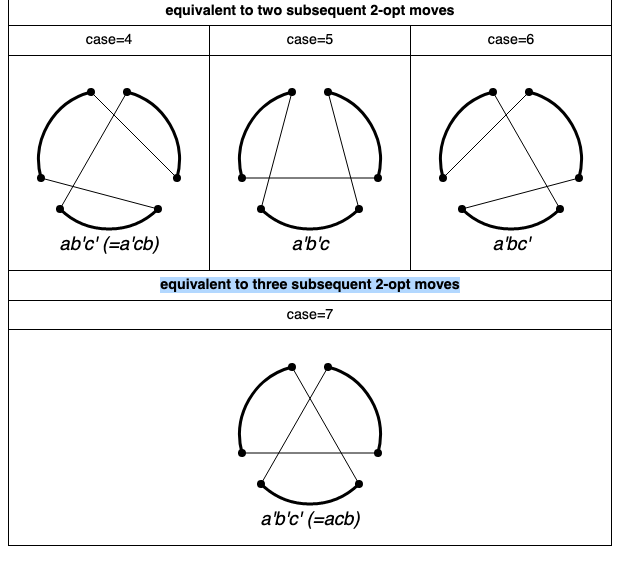 equivalent to two subsequent 2-opt moves
case=4 case=5 case=6
ab'c' (=a'cb) a'b'c a'bc'
equivalent to three subsequent 2-opt moves
case=7
a'b'c' (=acb)